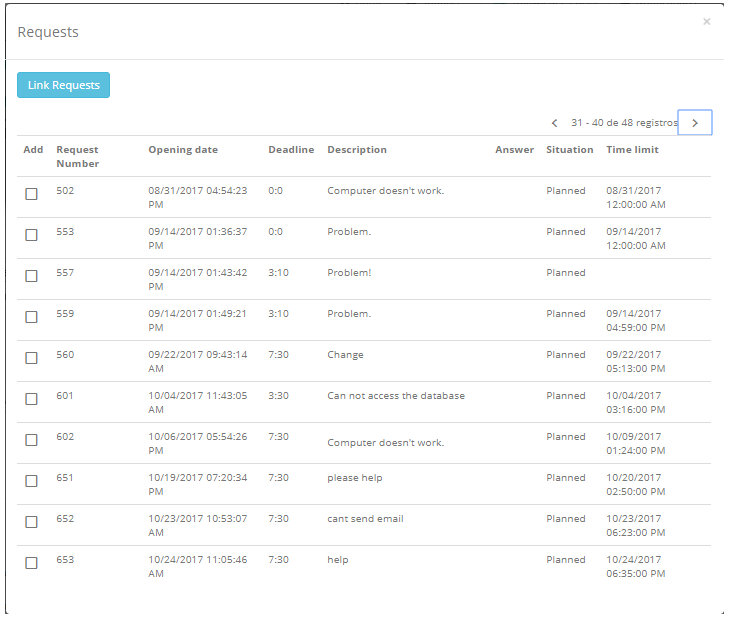 Requests
×
Link Requests
31 - 40 de 48 registros
Add Request Number Opening date Deadline Description Answer Situation Time limit
502 08/31/2017 04:54:23 PM 0:0 Computer doesn't work. Planned 08/31/2017 12:00:00 AM
553 09/14/2017 01:36:37 PM 0:0 Problem. Planned 09/14/2017 12:00:00 AM
557 09/14/2017 01:43:42 PM 3:10 Problem! Planned
559 09/14/2017 01:49:21 PM 3:10 Problem. Planned 09/14/2017 04:59:00 PM
560 09/22/2017 09:43:14 AM 7:30 Change Planned 09/22/2017 05:13:00 PM
601 10/04/2017 11:43:05 AM 3:30 Can not access the database Planned 10/04/2017 03:16:00 PM
602 10/06/2017 05:54:26 PM 7:30 Computer doesn't work. Planned 10/09/2017 01:24:00 PM
651 10/19/2017 07:20:34 PM 7:30 please help Planned 10/20/2017 02:50:00 PM
652 10/23/2017 10:53:07 AM 7:30 cant send email Planned 10/23/2017 06:23:00 PM
653 10/24/2017 11:05:46 AM 7:30 help Planned 10/24/2017 06:35:00 PM